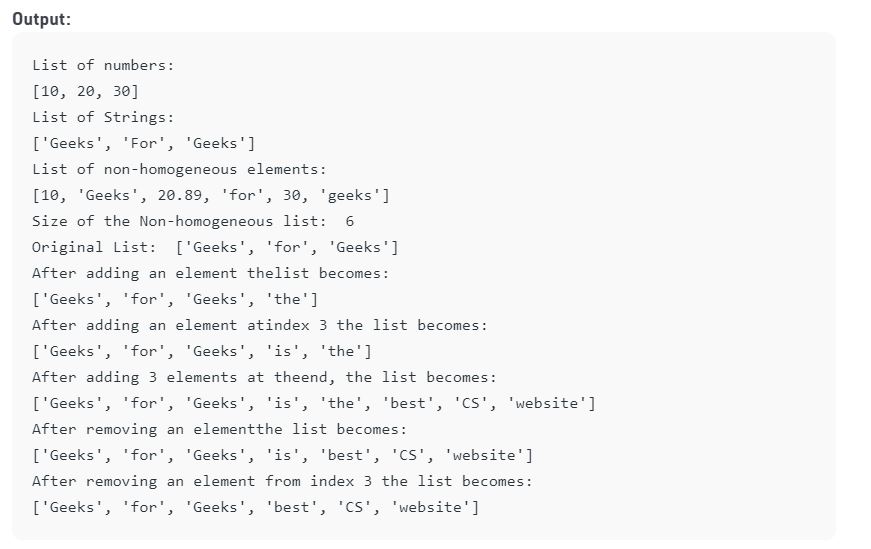 Output:
List of numbers:
[10, 20, 30]
List of Strings:
['Geeks', 'For', 'Geeks']
List of non-homogeneous elements:
[10, 'Geeks', 20.89, 'for', 30, 'geeks']
Size of the Non-homogeneous list:  6
Original List:  ['Geeks', 'for', 'Geeks']
After adding an element thelist becomes:
['Geeks', 'for', 'Geeks', 'the']
After adding an element atindex 3 the list becomes:
['Geeks', 'for', 'Geeks', 'is', 'the']
After adding 3 elements at theend, the list becomes:
['Geeks', 'for', 'Geeks', 'is', 'the', 'best', 'CS', 'website']
After removing an elementthe list becomes:
['Geeks', 'for', 'Geeks', 'is', 'best', 'CS', 'website']
After removing an element from index 3 the list becomes:
['Geeks', 'for', 'Geeks', 'best', 'CS', 'website']